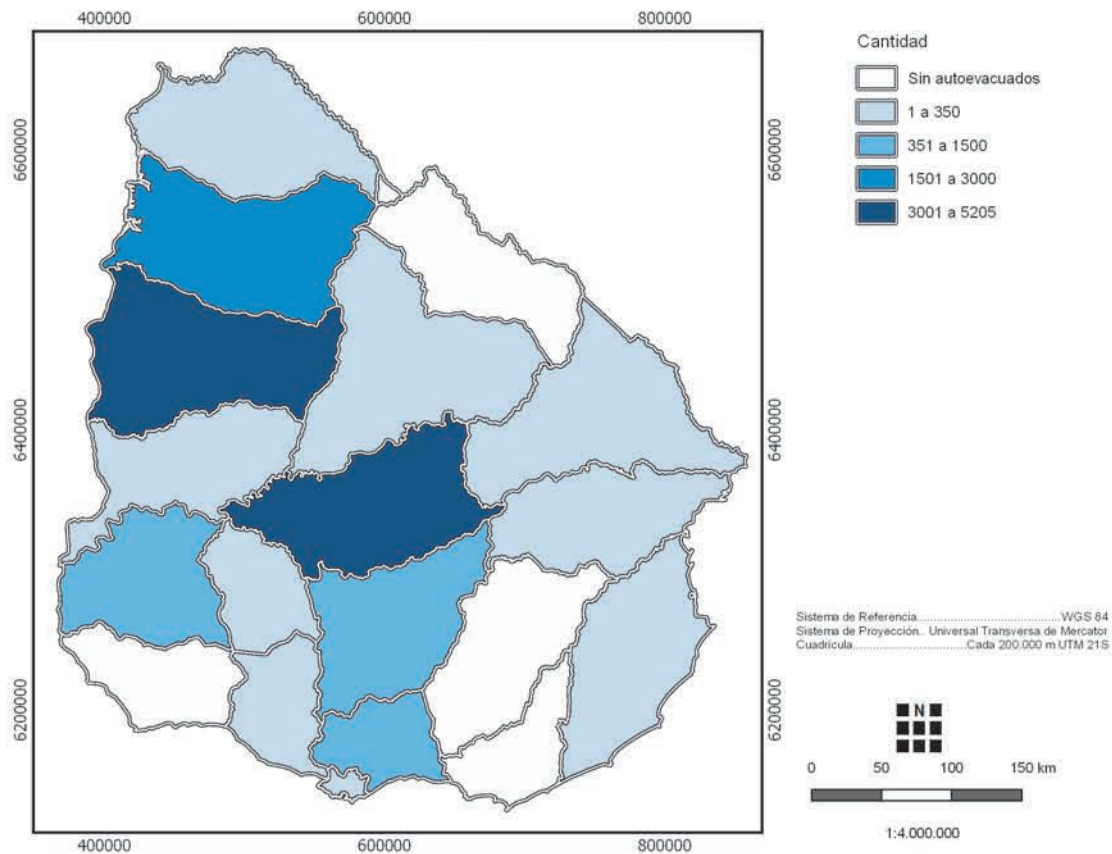 400000 600000 800000
Cantidad
Sin autoevacuados
1 a 350
351 a 1500
1501 a 3000
3001 a 5205
6600000 6600000
6400000 6400000
6200000 6200000
Sistema de Referencia..........................................WGS 84
Sistema de Proyección.. Universal Transversa de Mercator
Cuadrícula................................Cada 200.000 m UTM 21S
N
0 50 100 150 km
1:4.000.000
400000 600000 800000